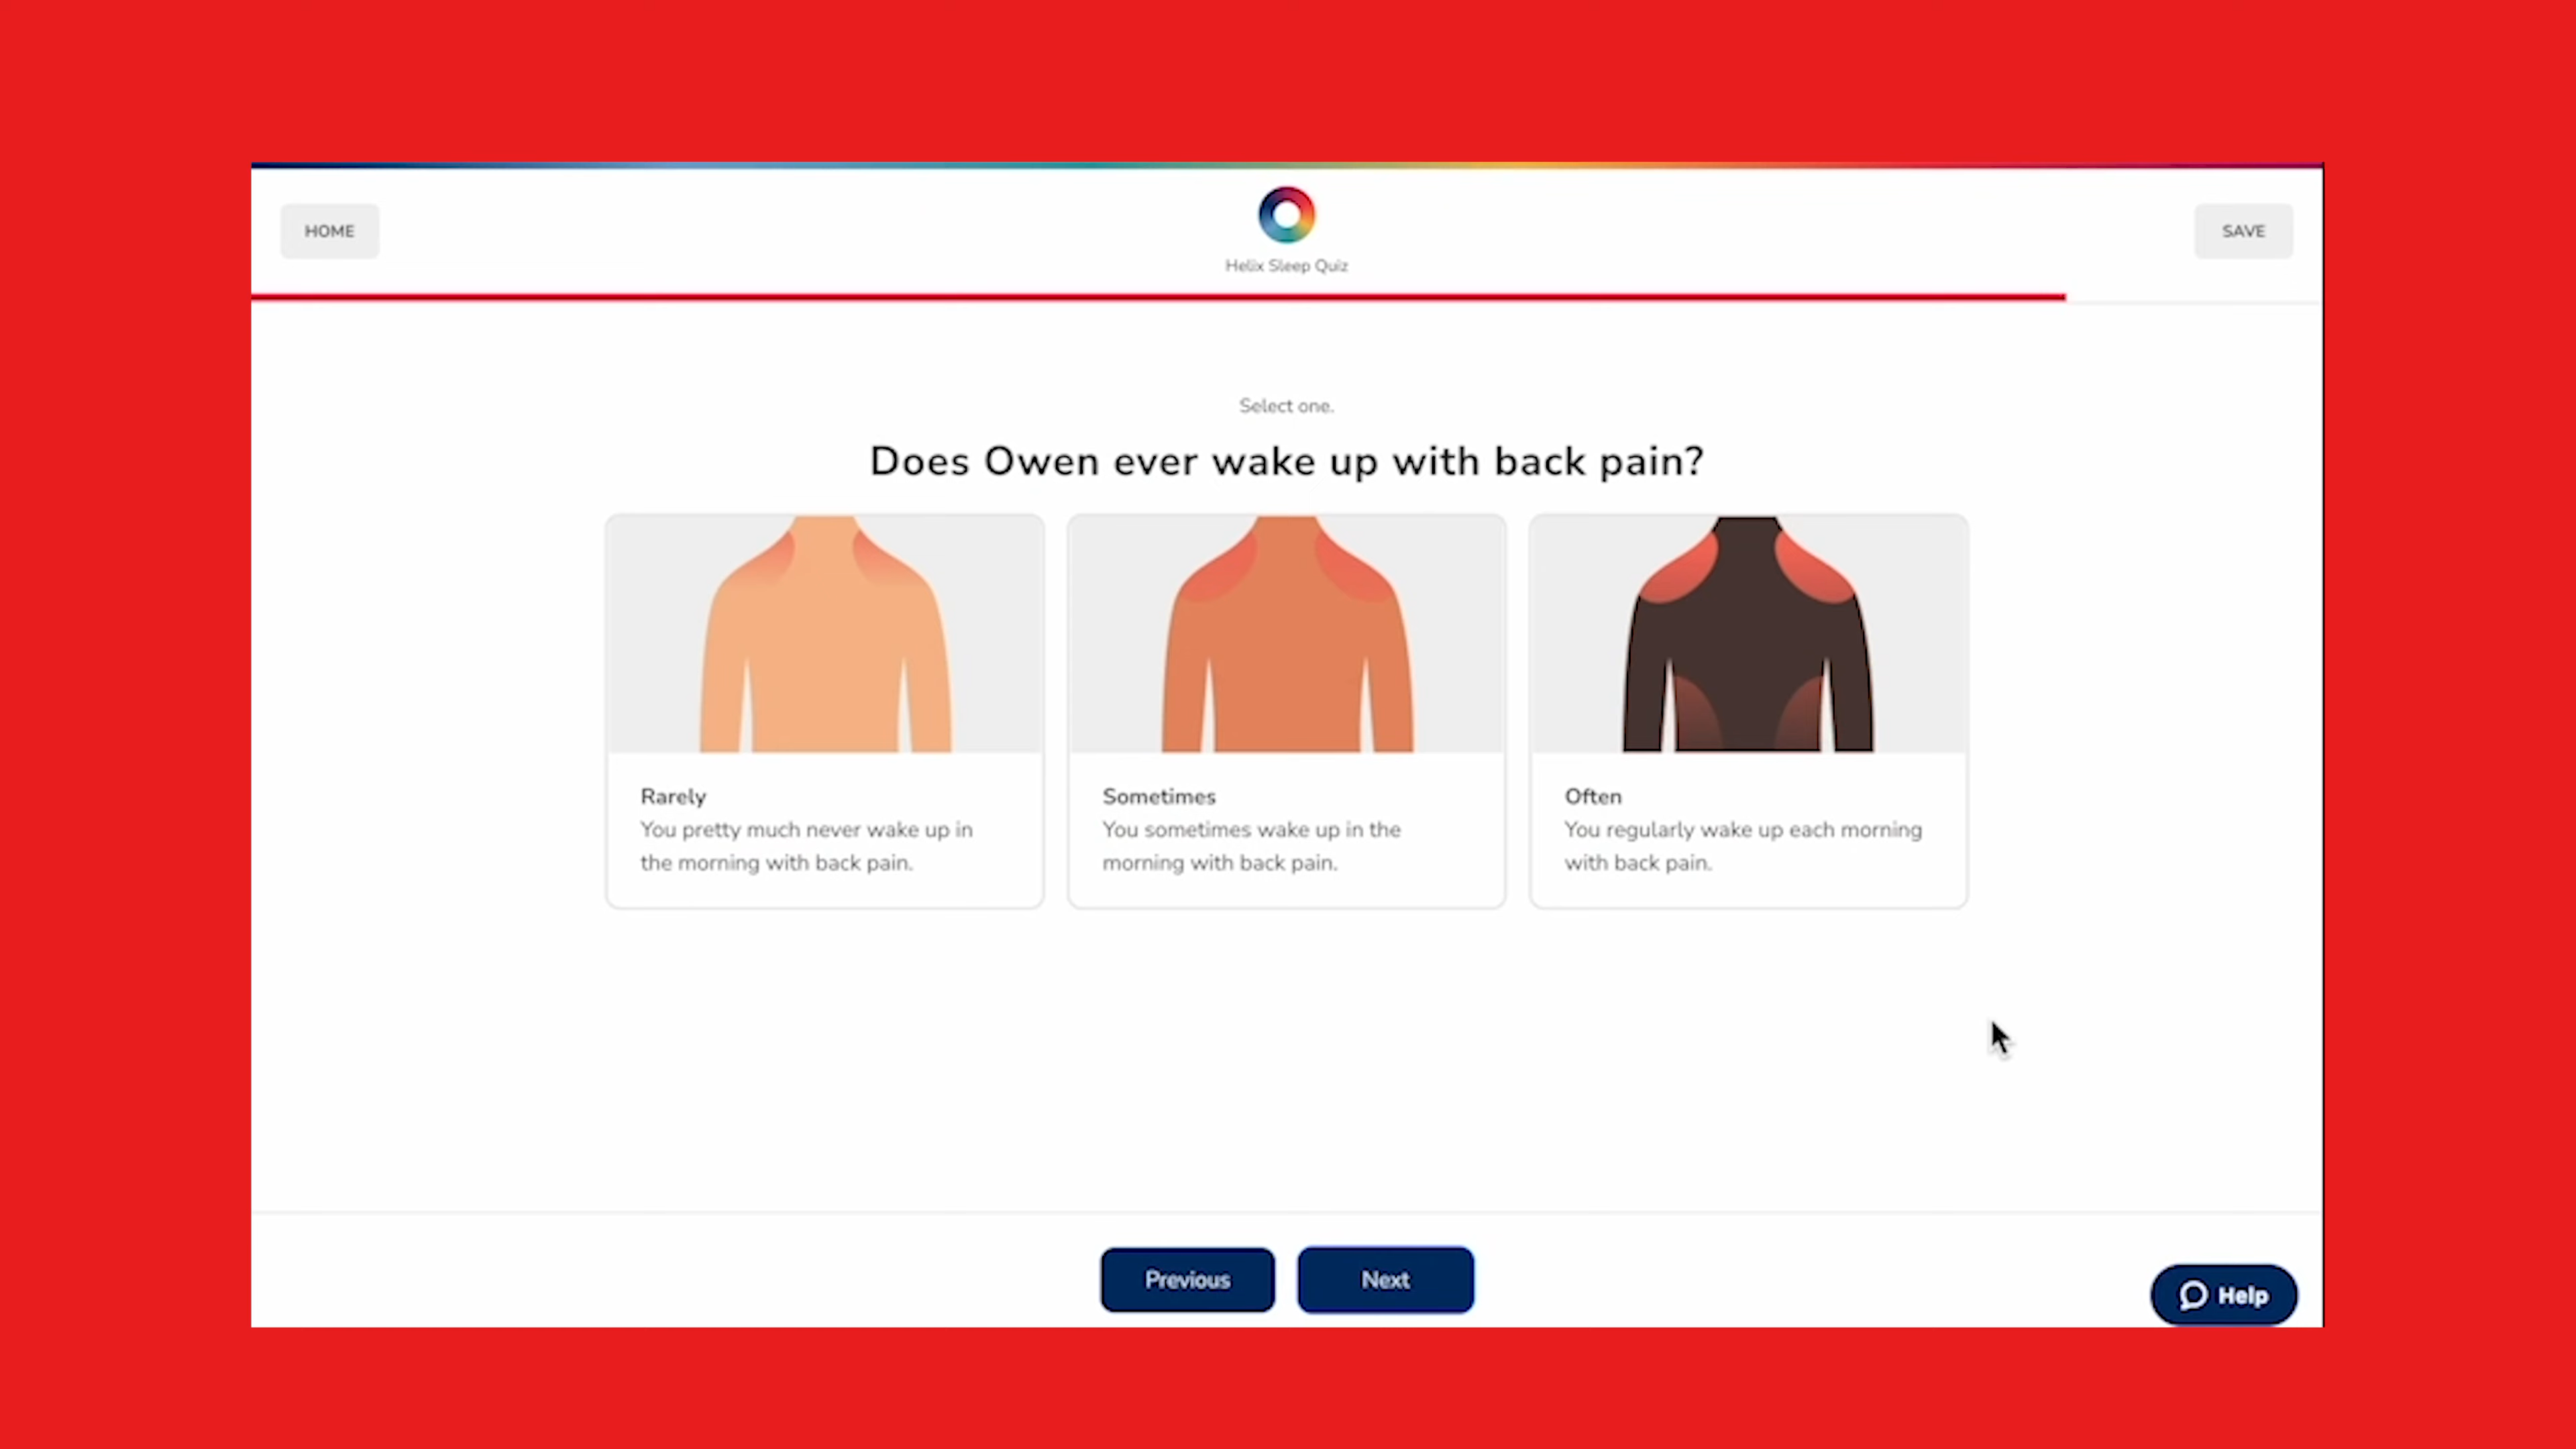 HOME
Helix Sleep Quiz
SAVE
Select one.
Does Owen ever wake up with back pain?
Rarely
You pretty much never wake up in
the morning with back pain.
Sometimes
You sometimes wake up in the
morning with back pain.
Often
You regularly wake up each morning
with back pain.
Previous
Next
Help